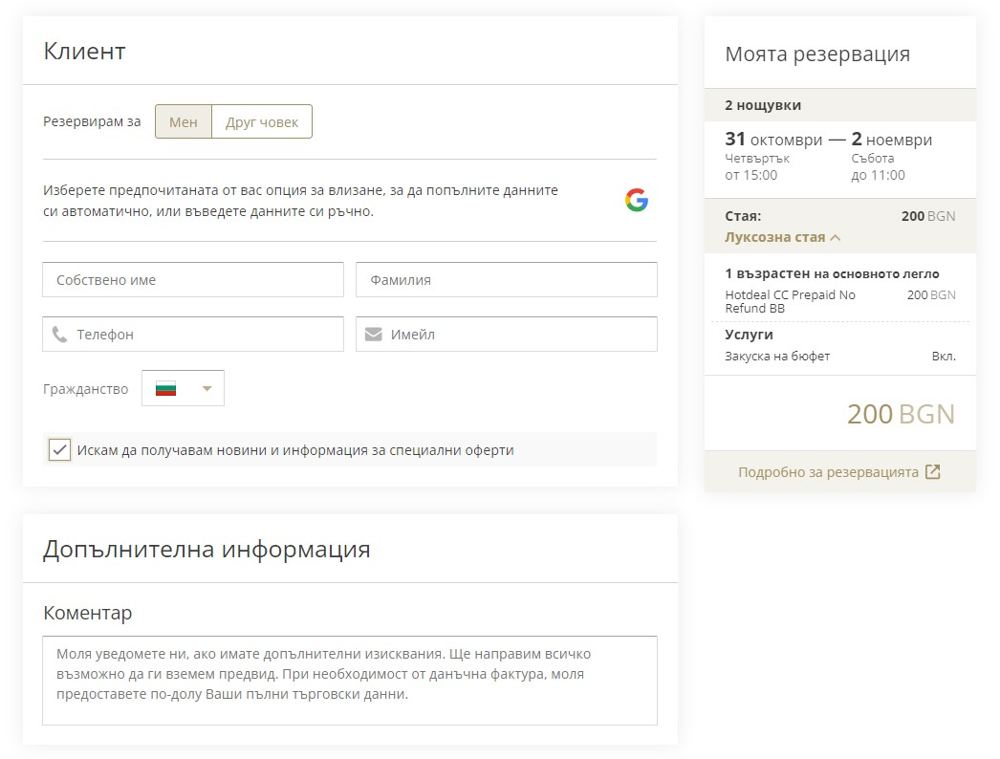 Клиент
Резервирам за
Мен
Друг човек
Изберете предпочитаната от вас опция за влизане, за да попълните данните
си автоматично, или въведете данните си ръчно.
Собствено име
Фамилия
Телефон
Имейл
Гражданство
Искам да получавам новини и информация за специални оферти
Допълнителна информация
Коментар
Моля уведомете ни, ако имате допълнителни изисквания. Ще направим всичко
възможно да ги вземем предвид. При необходимост от данъчна фактура, моля
предоставете по-долу Ваши пълни търговски данни.
Моята резервация
2 нощувки
31 октомври — 2 ноември
Четвъртък Събота
от 15:00 до 11:00
Стая: 200 BGN
Луксозна стая
1 възрастен на основното легло
Hotdeal CC Prepaid No 200 BGN
Refund BB
Услуги
Закуска на бюфет Вкл.
200 BGN
Подробно за резервацията